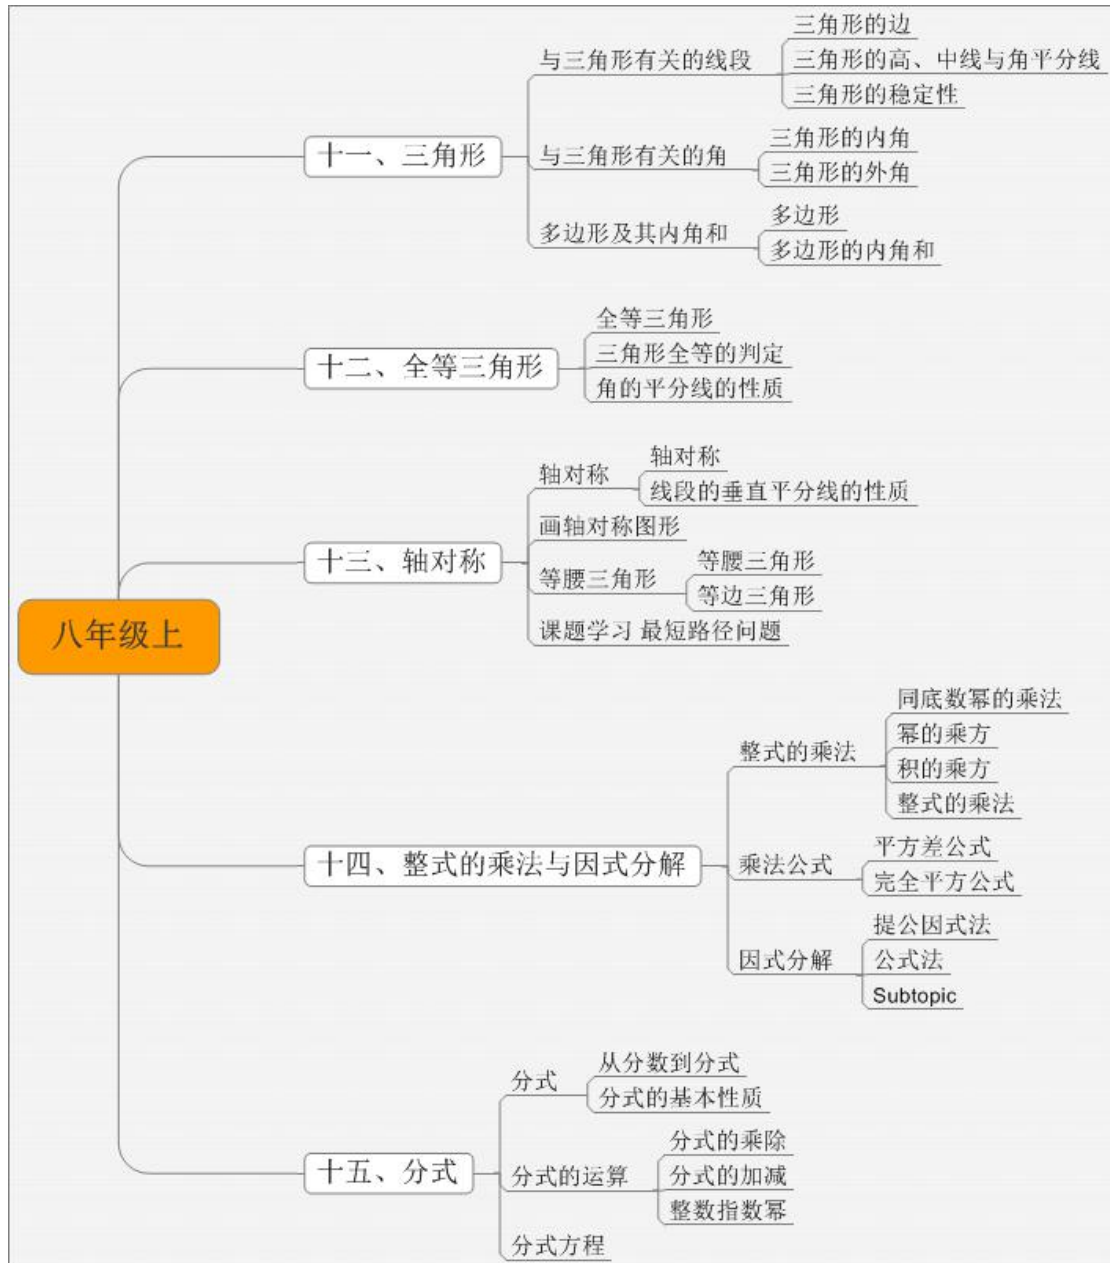 八年级上
十一、三角形
与三角形有关的线段
三角形的边
三角形的高、中线与角平分线
三角形的稳定性
与三角形有关的角
三角形的内角
三角形的外角
多边形及其内角和
多边形
多边形的内角和
十二、全等三角形
全等三角形
三角形全等的判定
角的平分线的性质
十三、轴对称
轴对称
轴对称
线段的垂直平分线的性质
画轴对称图形
等腰三角形
等腰三角形
等边三角形
课题学习 最短路径问题
十四、整式的乘法与因式分解
整式的乘法
同底数幂的乘法
幂的乘方
积的乘方
整式的乘法
乘法公式
平方差公式
完全平方公式
因式分解
提公因式法
公式法
Subtopic
十五、分式
分式
从分数到分式
分式的基本性质
分式的运算
分式的乘除
分式的加减
整数指数幂
分式方程